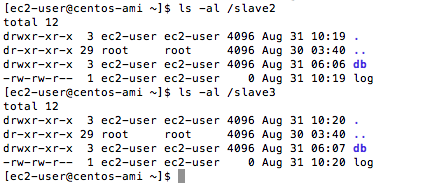 [ec2-user@centos-ami ~]$ ls -al /slave2
total 12
drwxr-xr-x  3 ec2-user ec2-user 4096 Aug 31 10:19 .
dr-xr-xr-x 29 root     root     4096 Aug 30 03:40 ..
drwxr-xr-x  3 ec2-user ec2-user 4096 Aug 31 06:06 db
-rw-rw-r--  1 ec2-user ec2-user    0 Aug 31 10:19 log
[ec2-user@centos-ami ~]$ ls -al /slave3
total 12
drwxr-xr-x  3 ec2-user ec2-user 4096 Aug 31 10:20 .
dr-xr-xr-x 29 root     root     4096 Aug 30 03:40 ..
drwxr-xr-x  3 ec2-user ec2-user 4096 Aug 31 06:07 db
-rw-rw-r--  1 ec2-user ec2-user    0 Aug 31 10:20 log
[ec2-user@centos-ami ~]$